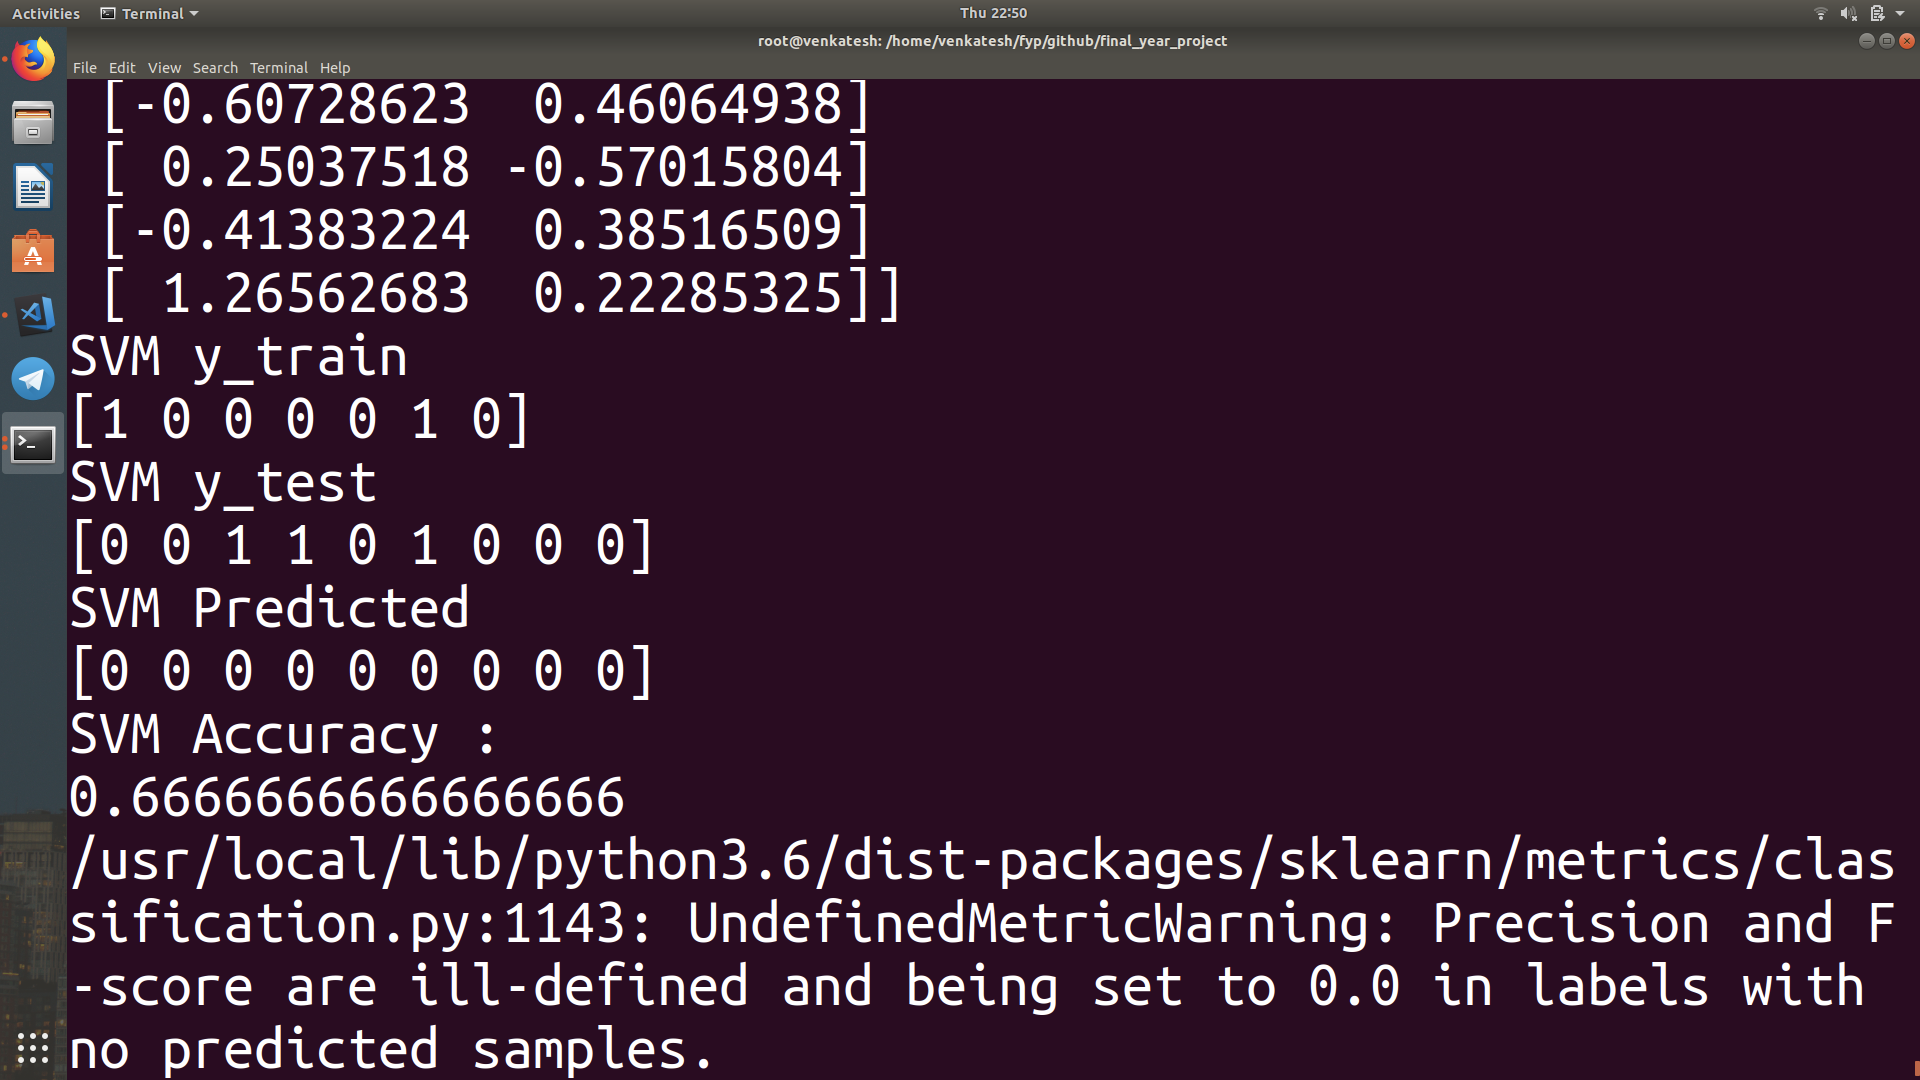 Activities Terminal Thu 22:50
root@venkatesh: /home/venkatesh/fyp/github/final_year_project
File Edit View Search Terminal Help
[-0.60728623  0.46064938]
[ 0.25037518 -0.57015804]
[-0.41383224  0.38516509]
[ 1.26562683  0.22285325]]
SVM y_train
[1 0 0 0 0 1 0]
SVM y_test
[0 0 1 1 0 1 0 0 0]
SVM Predicted
[0 0 0 0 0 0 0 0 0]
SVM Accuracy :
0.6666666666666666
/usr/local/lib/python3.6/dist-packages/sklearn/metrics/clas
sification.py:1143: UndefinedMetricWarning: Precision and F
-score are ill-defined and being set to 0.0 in labels with
no predicted samples.